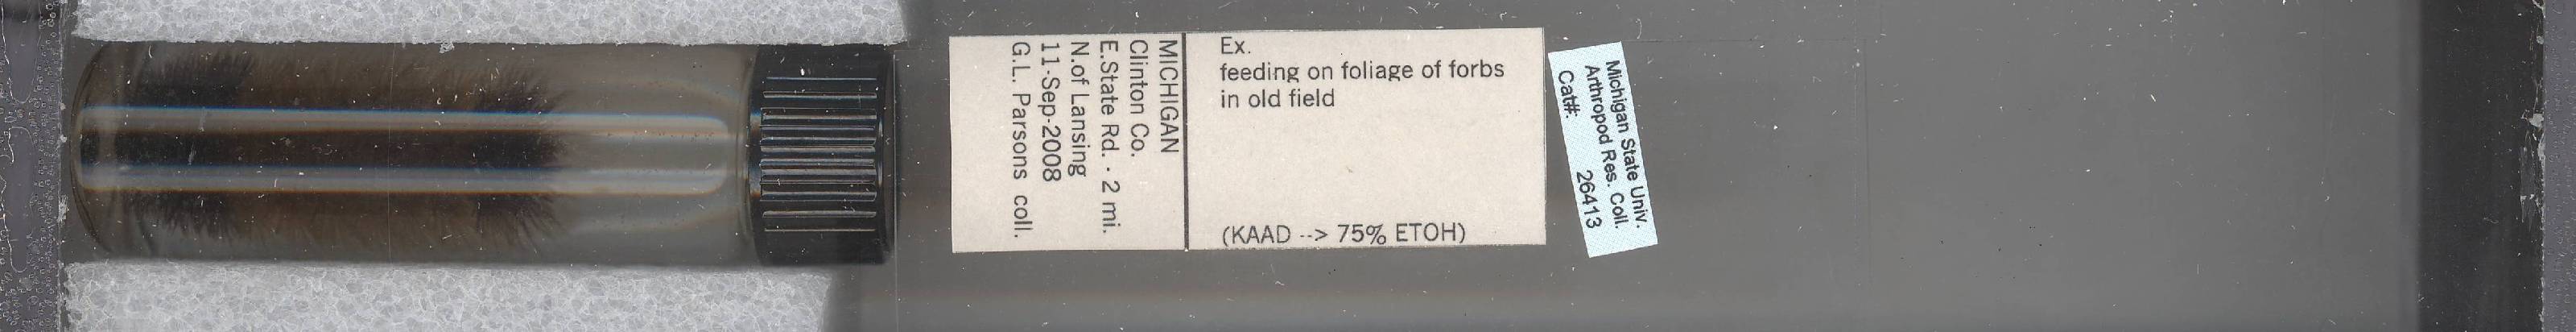 MICHIGAN
Clinton Co.
E.State Rd. - 2 mi.
N.of Lansing
11-Sep-2008
G.L. Parsons coll.
Ex.
feeding on foliage of forbs
in old field
(KAAD --> 75% ETOH)
Michigan State Univ.
Arthropod Res. Coll.
Cat#. 26413